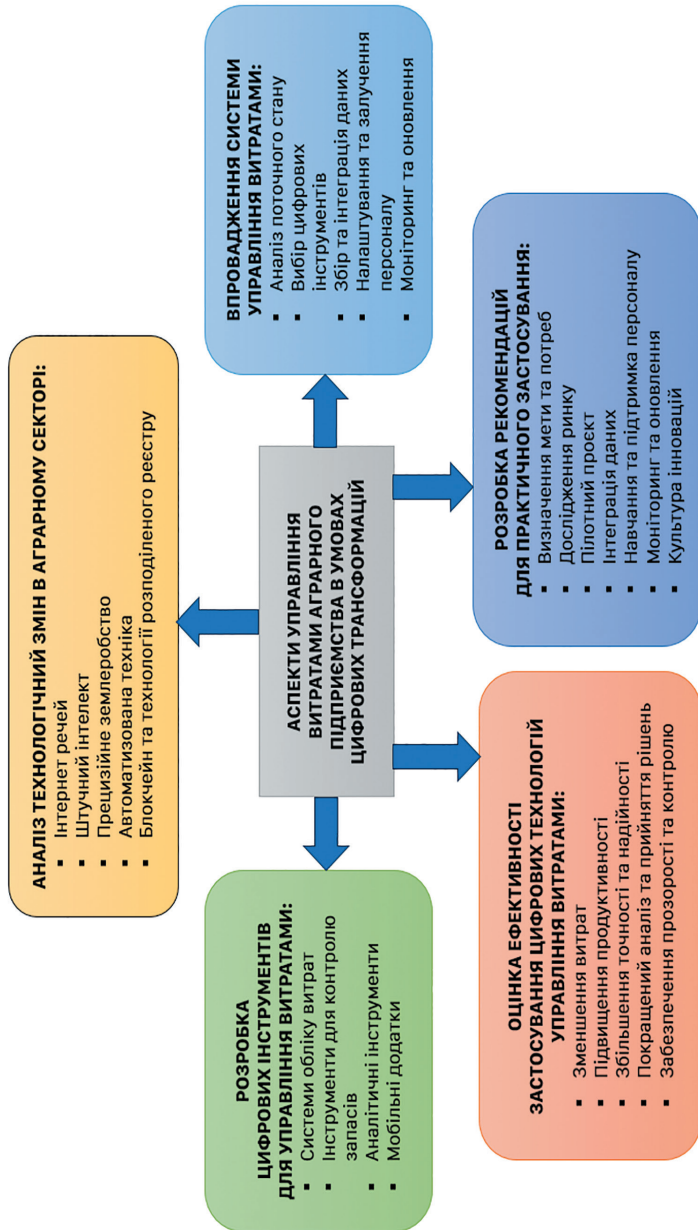 АНАЛІЗ ТЕХНОЛОГІЧНИЙ ЗМІН В АГРАРНОМУ СЕКТОРІ:
▪ Інтернет речей
▪ Штучний інтелект
▪ Прецизійне землеробство
▪ Автоматизована техніка
▪ Блокчейн та технології розподіленого реєстру
РОЗРОБКА
ЦИФРОВИХ ІНСТРУМЕНТІВ
ДЛЯ УПРАВЛІННЯ ВИТРАТАМИ:
▪ Системи обліку витрат
▪ Інструменти для контролю
запасів
▪ Аналітичні інструменти
▪ Мобільні додатки
АСПЕКТИ УПРАВЛІННЯ
ВИТРАТАМИ АГРАРНОГО
ПІДПРИЄМСТВА В УМОВАХ
ЦИФРОВИХ ТРАНСФОРМАЦІЙ
ВПРОВАДЖЕННЯ СИСТЕМИ
УПРАВЛІННЯ ВИТРАТАМИ:
▪ Аналіз поточного стану
▪ Вибір цифрових
інструментів
▪ Збір та інтеграція даних
▪ Налаштування та залучення
персоналу
▪ Моніторинг та оновлення
ОЦІНКА ЕФЕКТИВНОСТІ
ЗАСТОСУВАННЯ ЦИФРОВИХ ТЕХНОЛОГІЙ
УПРАВЛІННЯ ВИТРАТАМИ:
▪ Зменшення витрат
▪ Підвищення продуктивності
▪ Збільшення точності та надійності
▪ Покращений аналіз та прийняття рішень
▪ Забезпечення прозорості та контролю
РОЗРОБКА РЕКОМЕНДАЦІЙ
ДЛЯ ПРАКТИЧНОГО ЗАСТОСУВАННЯ:
▪ Визначення мети та потреб
▪ Дослідження ринку
▪ Пілотний проєкт
▪ Інтеграція даних
▪ Навчання та підтримка персоналу
▪ Моніторинг та оновлення
▪ Культура інновацій